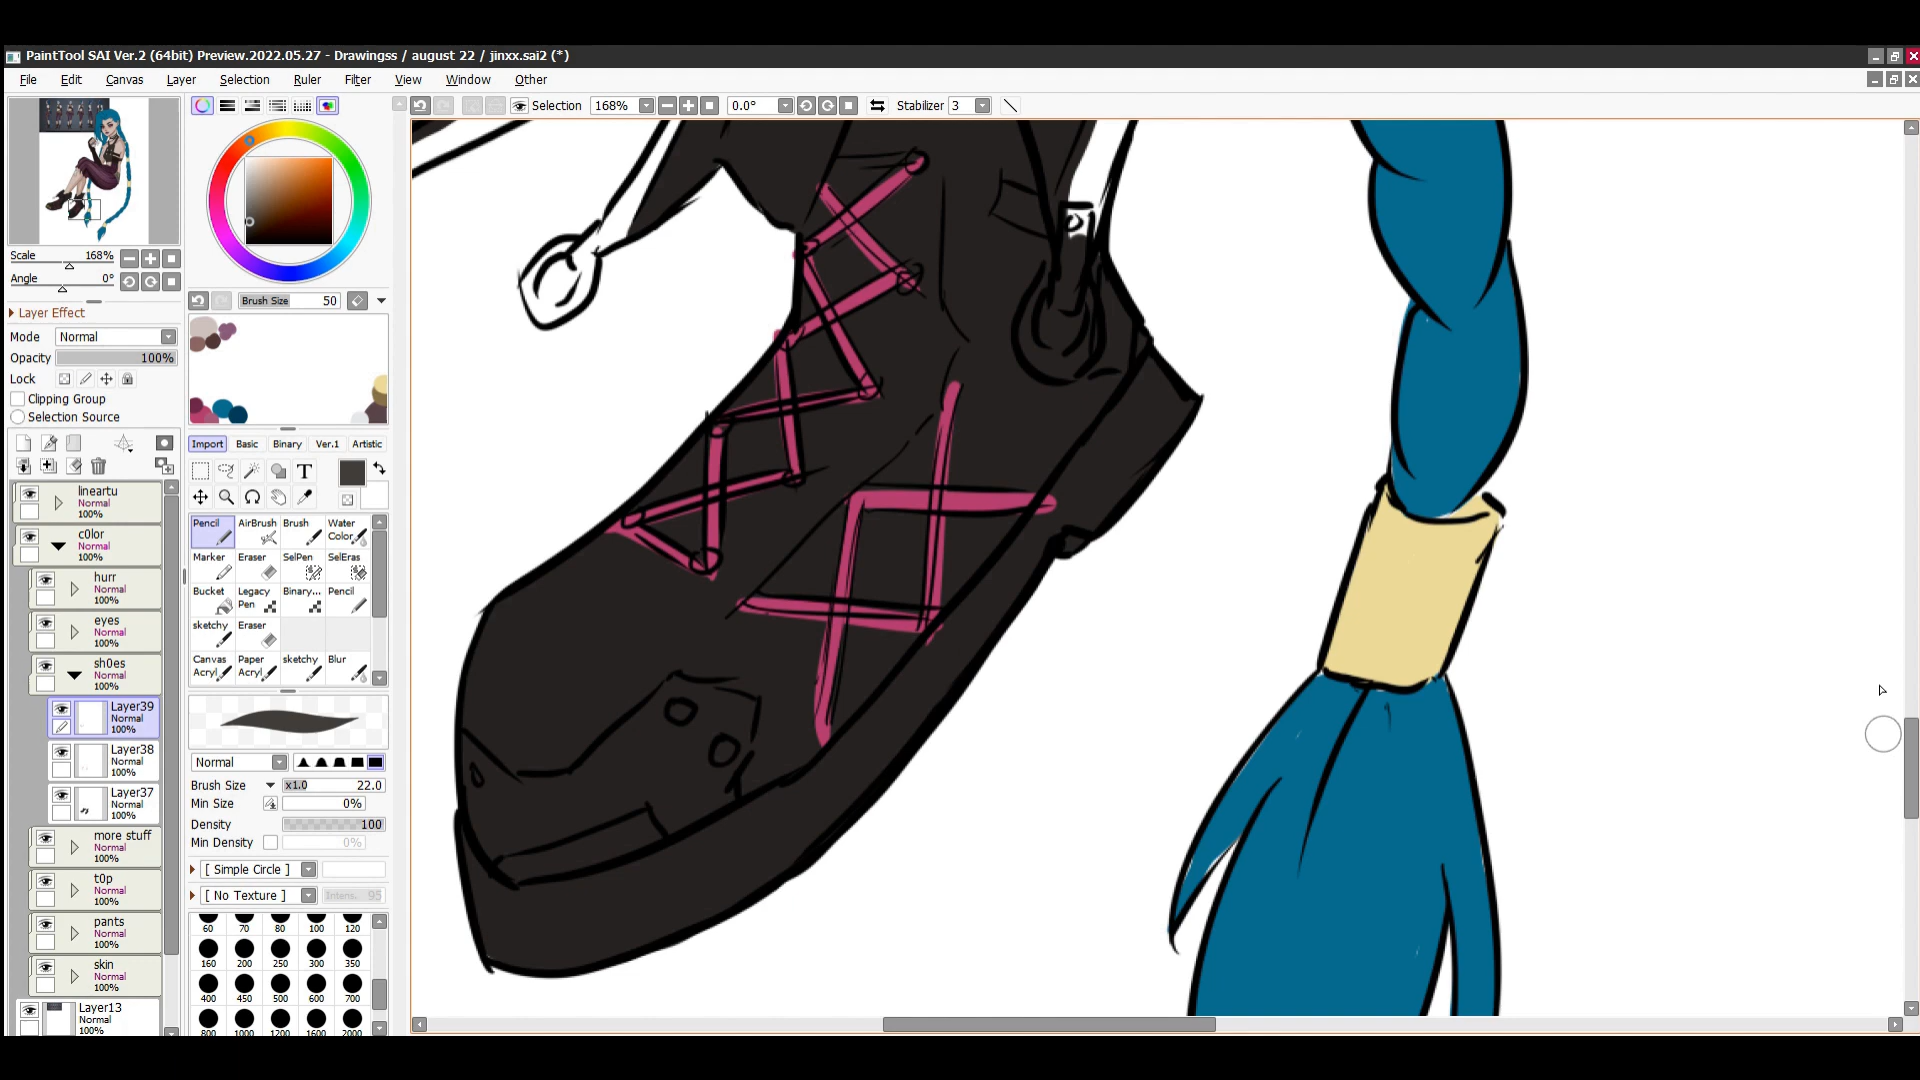 PaintTool SAI Ver.2 (64bit) Preview.2022.05.27 - Drawingss / august 22 / jinxx.sai2 (*)
File Edit Canvas Layer Selection Ruler Filter View Window Other
Selection 168% 0.0° Stabilizer 3
Scale 168%
Angle 0°
Layer Effect
Mode Normal
Opacity 100%
Lock
Clipping Group
Selection Source
lineartu
Normal
100%
c0lor
Normal
100%
hurr
Normal
100%
eyes
Normal
100%
sh0es
Normal
100%
Layer39
Normal
100%
Layer38
Normal
100%
Layer37
Normal
100%
more stuff
Normal
100%
t0p
Normal
100%
pants
Normal
100%
skin
Normal
100%
Layer13
Normal
100%
Brush Size 50
Import Basic Binary Ver.1 Artistic
T
Pencil AirBrush Brush Water Color
Marker Eraser SelPen SelEras
Bucket Legacy Pen Binary... Pencil
sketchy Eraser
Canvas Acryl Paper Acryl sketchy Blur
Normal
Brush Size x1.0 22.0
Min Size 0%
Density 100
Min Density 0%
[ Simple Circle ]
[ No Texture ] Intens. 95
60 70 80 100 120
160 200 250 300 350
400 450 500 600 700
800 1000 1200 1600 2000